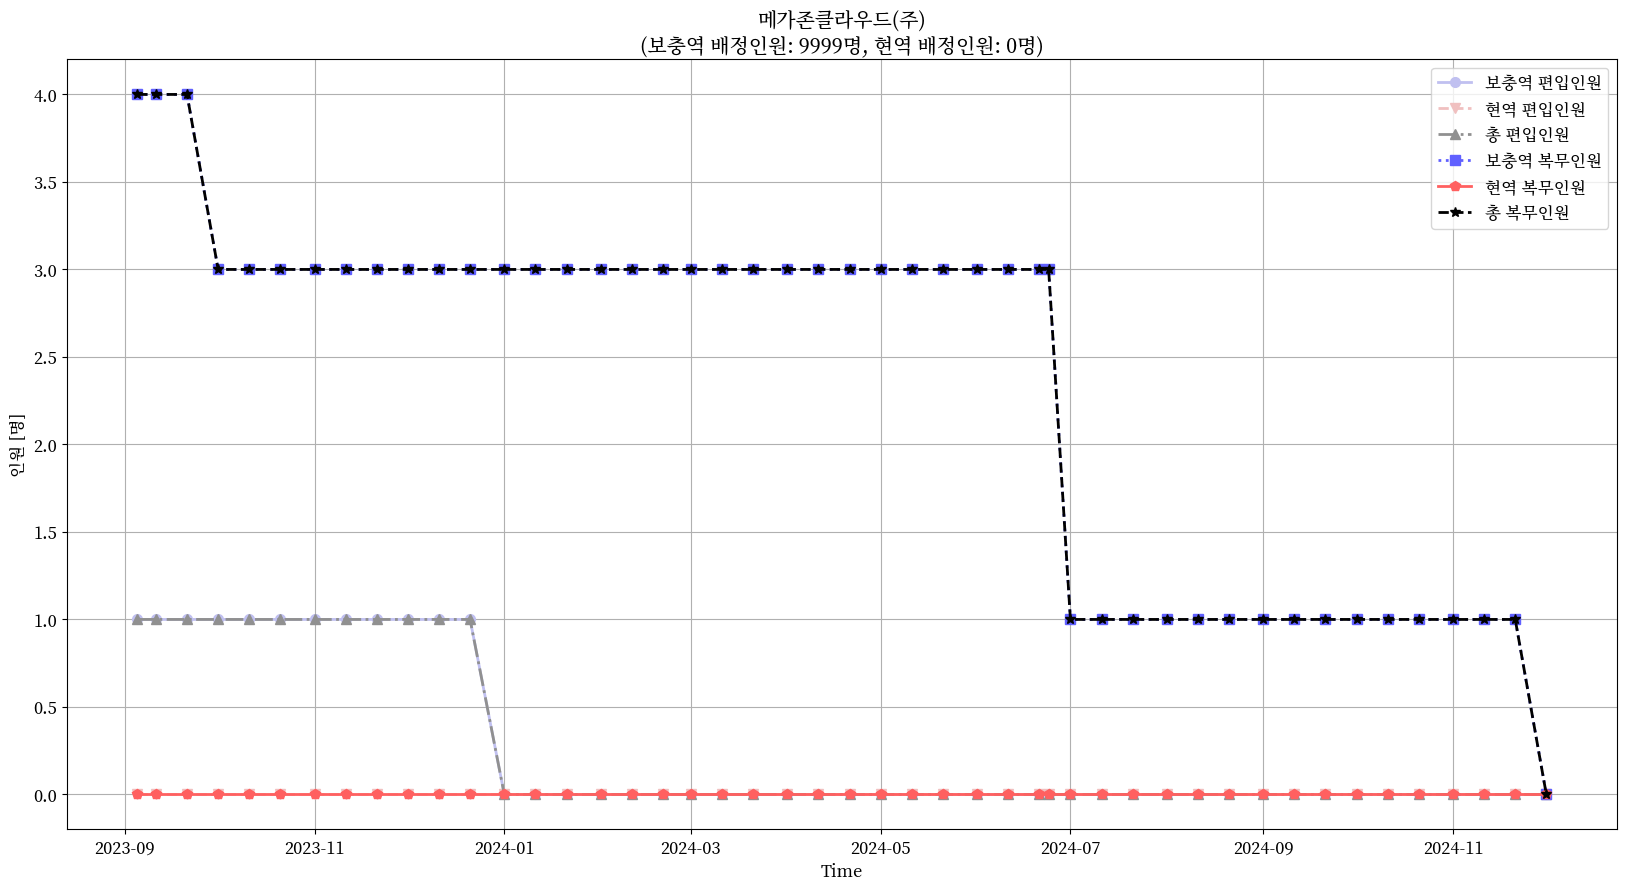 메가존클라우드(주)
(보충역 배정인원: 9999명, 현역 배정인원: 0명)
보충역 편입인원
현역 편입인원
총 편입인원
보충역 복무인원
현역 복무인원
총 복무인원
인원 [명]
4.0
3.5
3.0
2.5
2.0
1.5
1.0
0.5
0.0
2023-09
2023-11
2024-01
2024-03
2024-05
2024-07
2024-09
2024-11
Time